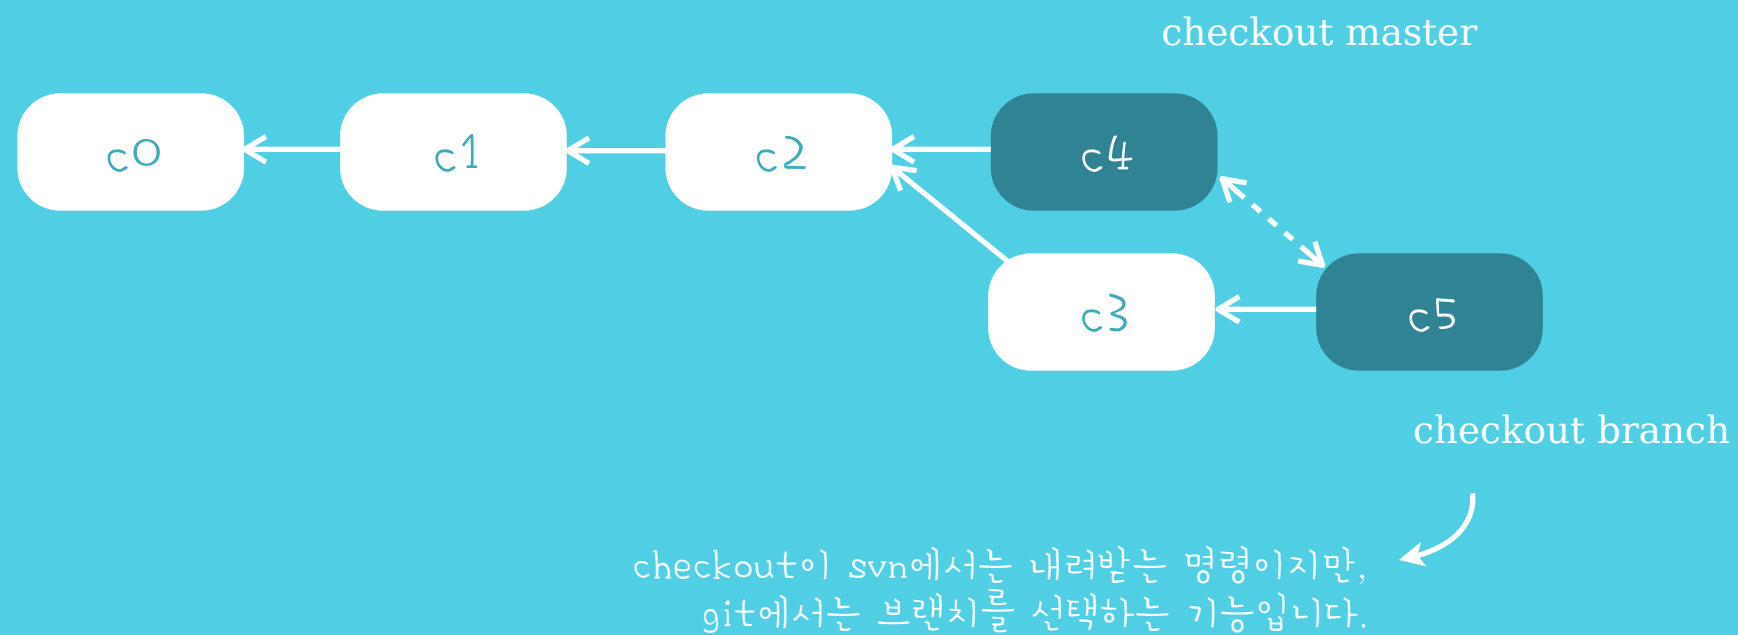 checkout master
c0
c1
c2
c4
c3
c5
checkout branch
checkout이 svn에서는 내려받는 명령이지만,
git에서는 브랜치를 선택하는 기능입니다.